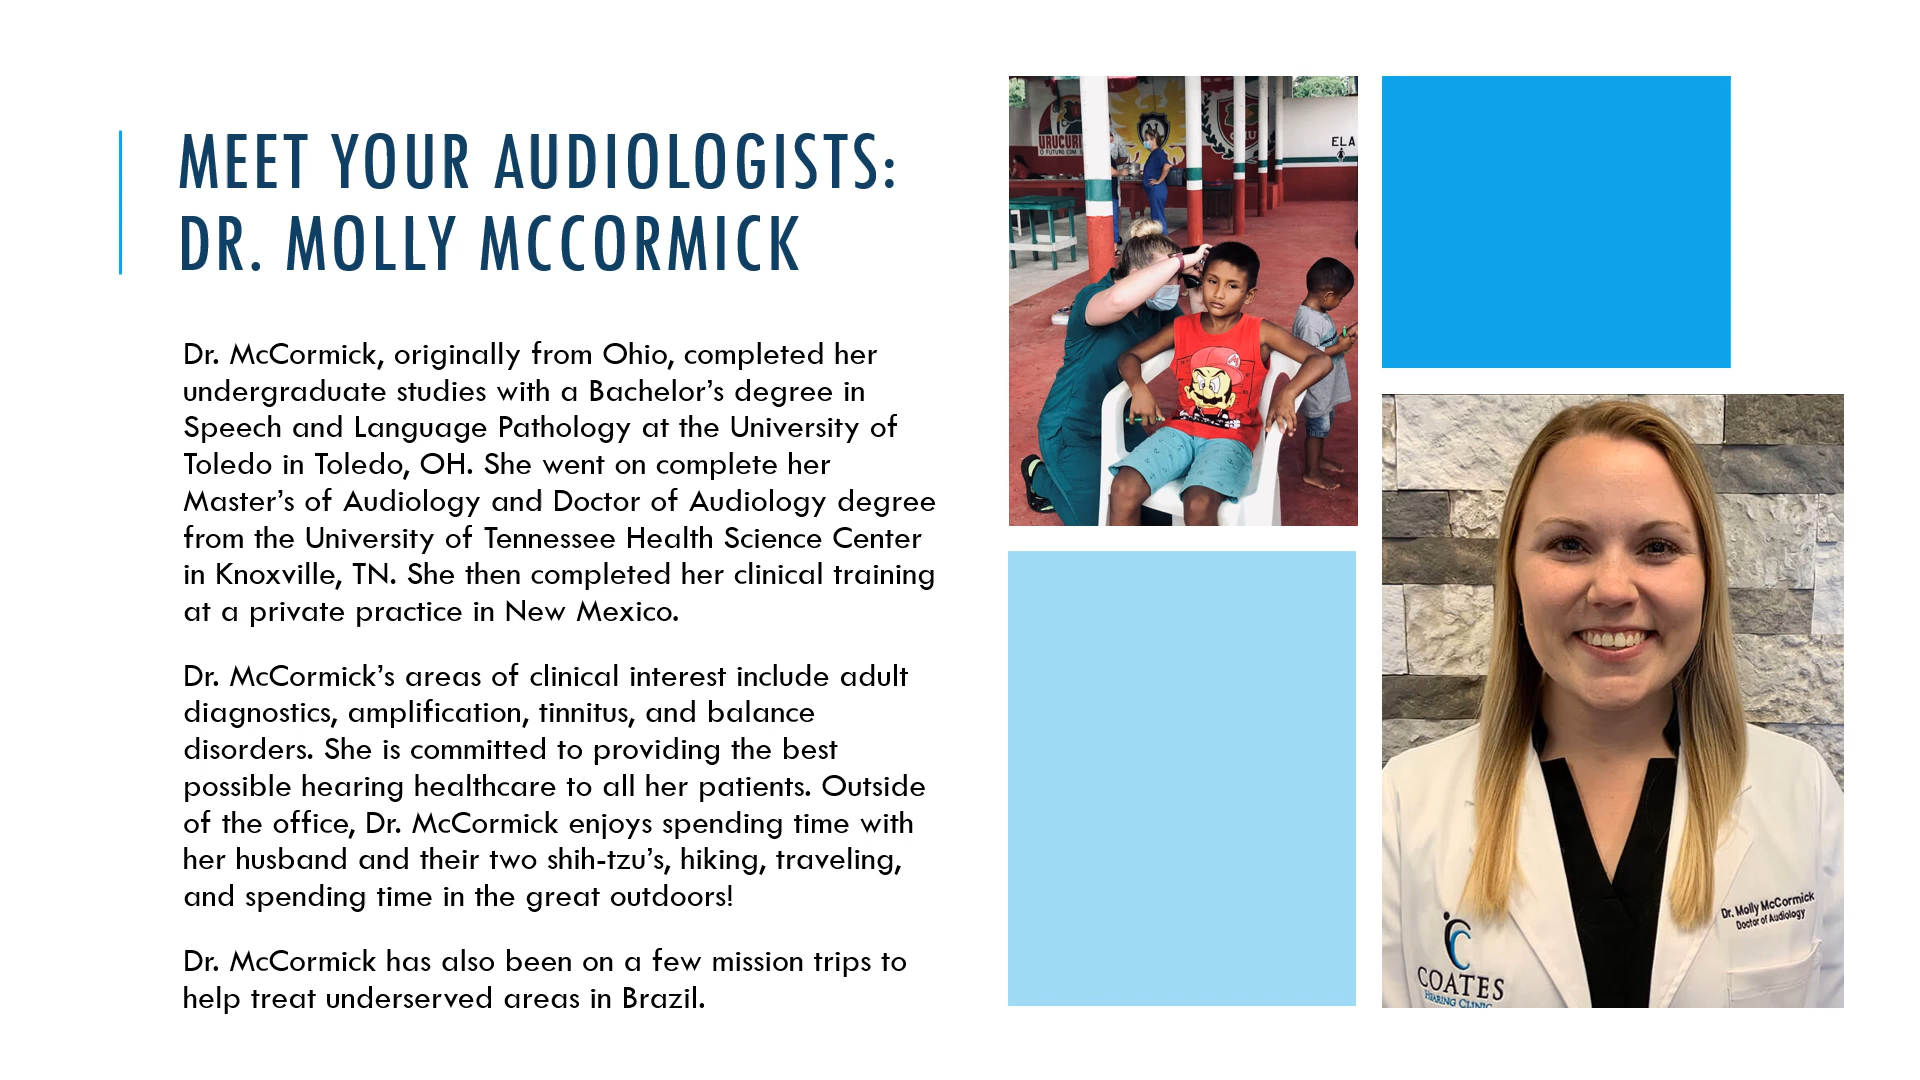 MEET YOUR AUDIOLOGISTS:
DR. MOLLY MCCORMICK
Dr. McCormick, originally from Ohio, completed her
undergraduate studies with a Bachelor’s degree in
Speech and Language Pathology at the University of
Toledo in Toledo, OH. She went on complete her
Master’s of Audiology and Doctor of Audiology degree
from the University of Tennessee Health Science Center
in Knoxville, TN. She then completed her clinical training
at a private practice in New Mexico.
Dr. McCormick’s areas of clinical interest include adult
diagnostics, amplification, tinnitus, and balance
disorders. She is committed to providing the best
possible hearing healthcare to all her patients. Outside
of the office, Dr. McCormick enjoys spending time with
her husband and their two shih-tzu’s, hiking, traveling,
and spending time in the great outdoors!
Dr. McCormick has also been on a few mission trips to
help treat underserved areas in Brazil.
URUCURI
O FUTURO COM
ELA
Dr. Molly McCormick
Doctor of Audiology
COATES
HEARING CLINIC